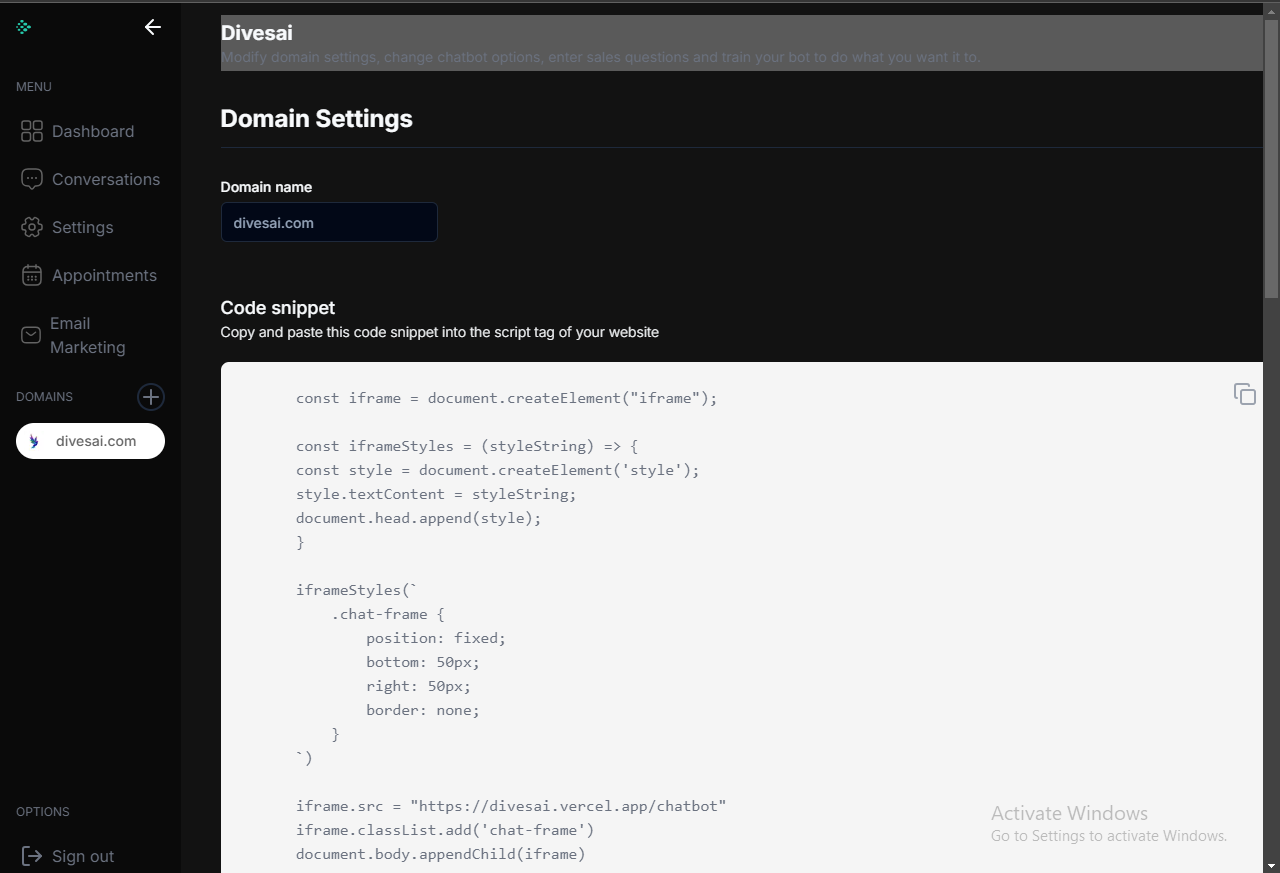 MENU
Dashboard
Conversations
Settings
Appointments
Email
Marketing
DOMAINS
divesai.com
OPTIONS
Sign out
Divesai
Modify domain settings, change chatbot options, enter sales questions and train your bot to do what you want it to.
Domain Settings
Domain name
divesai.com
Code snippet
Copy and paste this code snippet into the script tag of your website
const iframe = document.createElement("iframe");
const iframeStyles = (styleString) => {
const style = document.createElement('style');
style.textContent = styleString;
document.head.append(style);
}
iframeStyles(`
    .chat-frame {
        position: fixed;
        bottom: 50px;
        right: 50px;
        border: none;
    }
`)
iframe.src = "https://divesai.vercel.app/chatbot"
iframe.classList.add('chat-frame')
document.body.appendChild(iframe)
Activate Windows
Go to Settings to activate Windows.